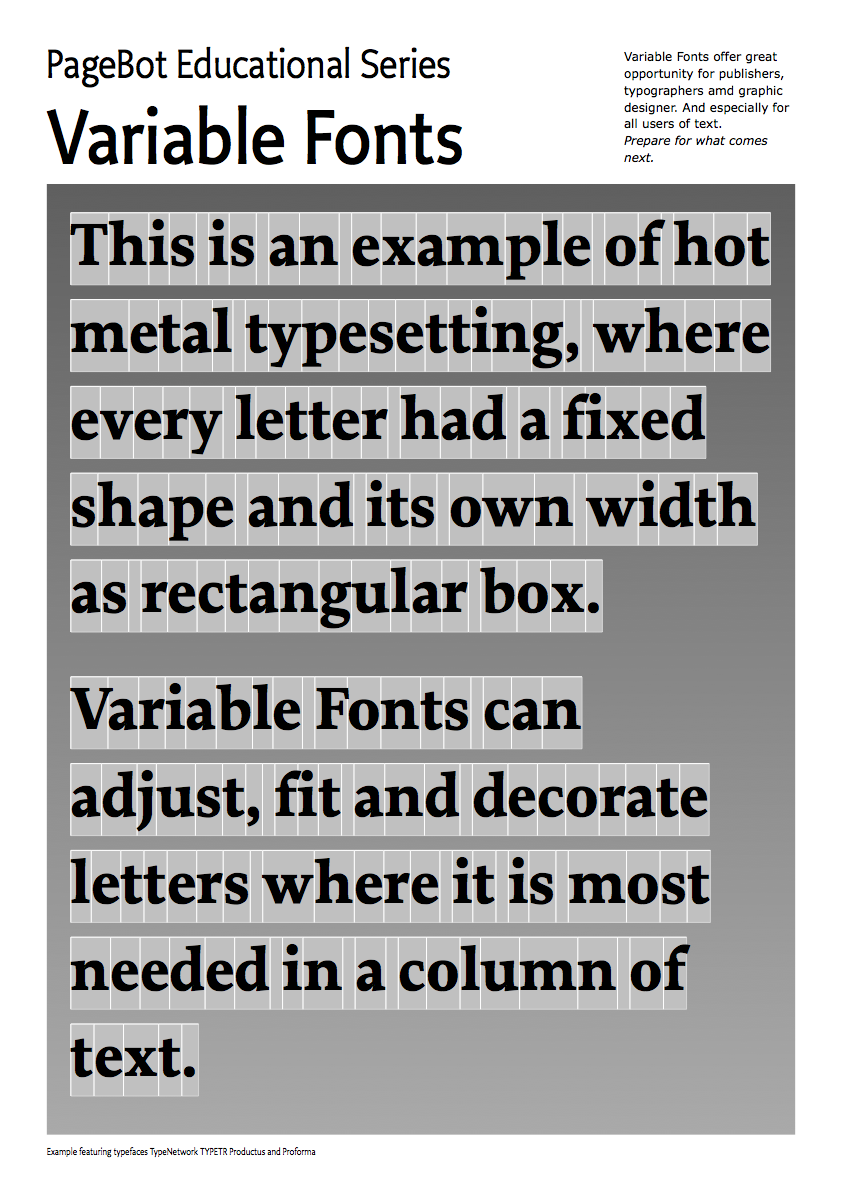 PageBot Educational Series
Variable Fonts
Variable Fonts offer great
opportunity for publishers,
typographers amd graphic
designer. And especially for
all users of text.
Prepare for what comes
next.
This is an example of hot
metal typesetting, where
every letter had a fixed
shape and its own width
as rectangular box.
Variable Fonts can
adjust, fit and decorate
letters where it is most
needed in a column of
text.
Example featuring typefaces TypeNetwork TYPETR Productus and Proforma